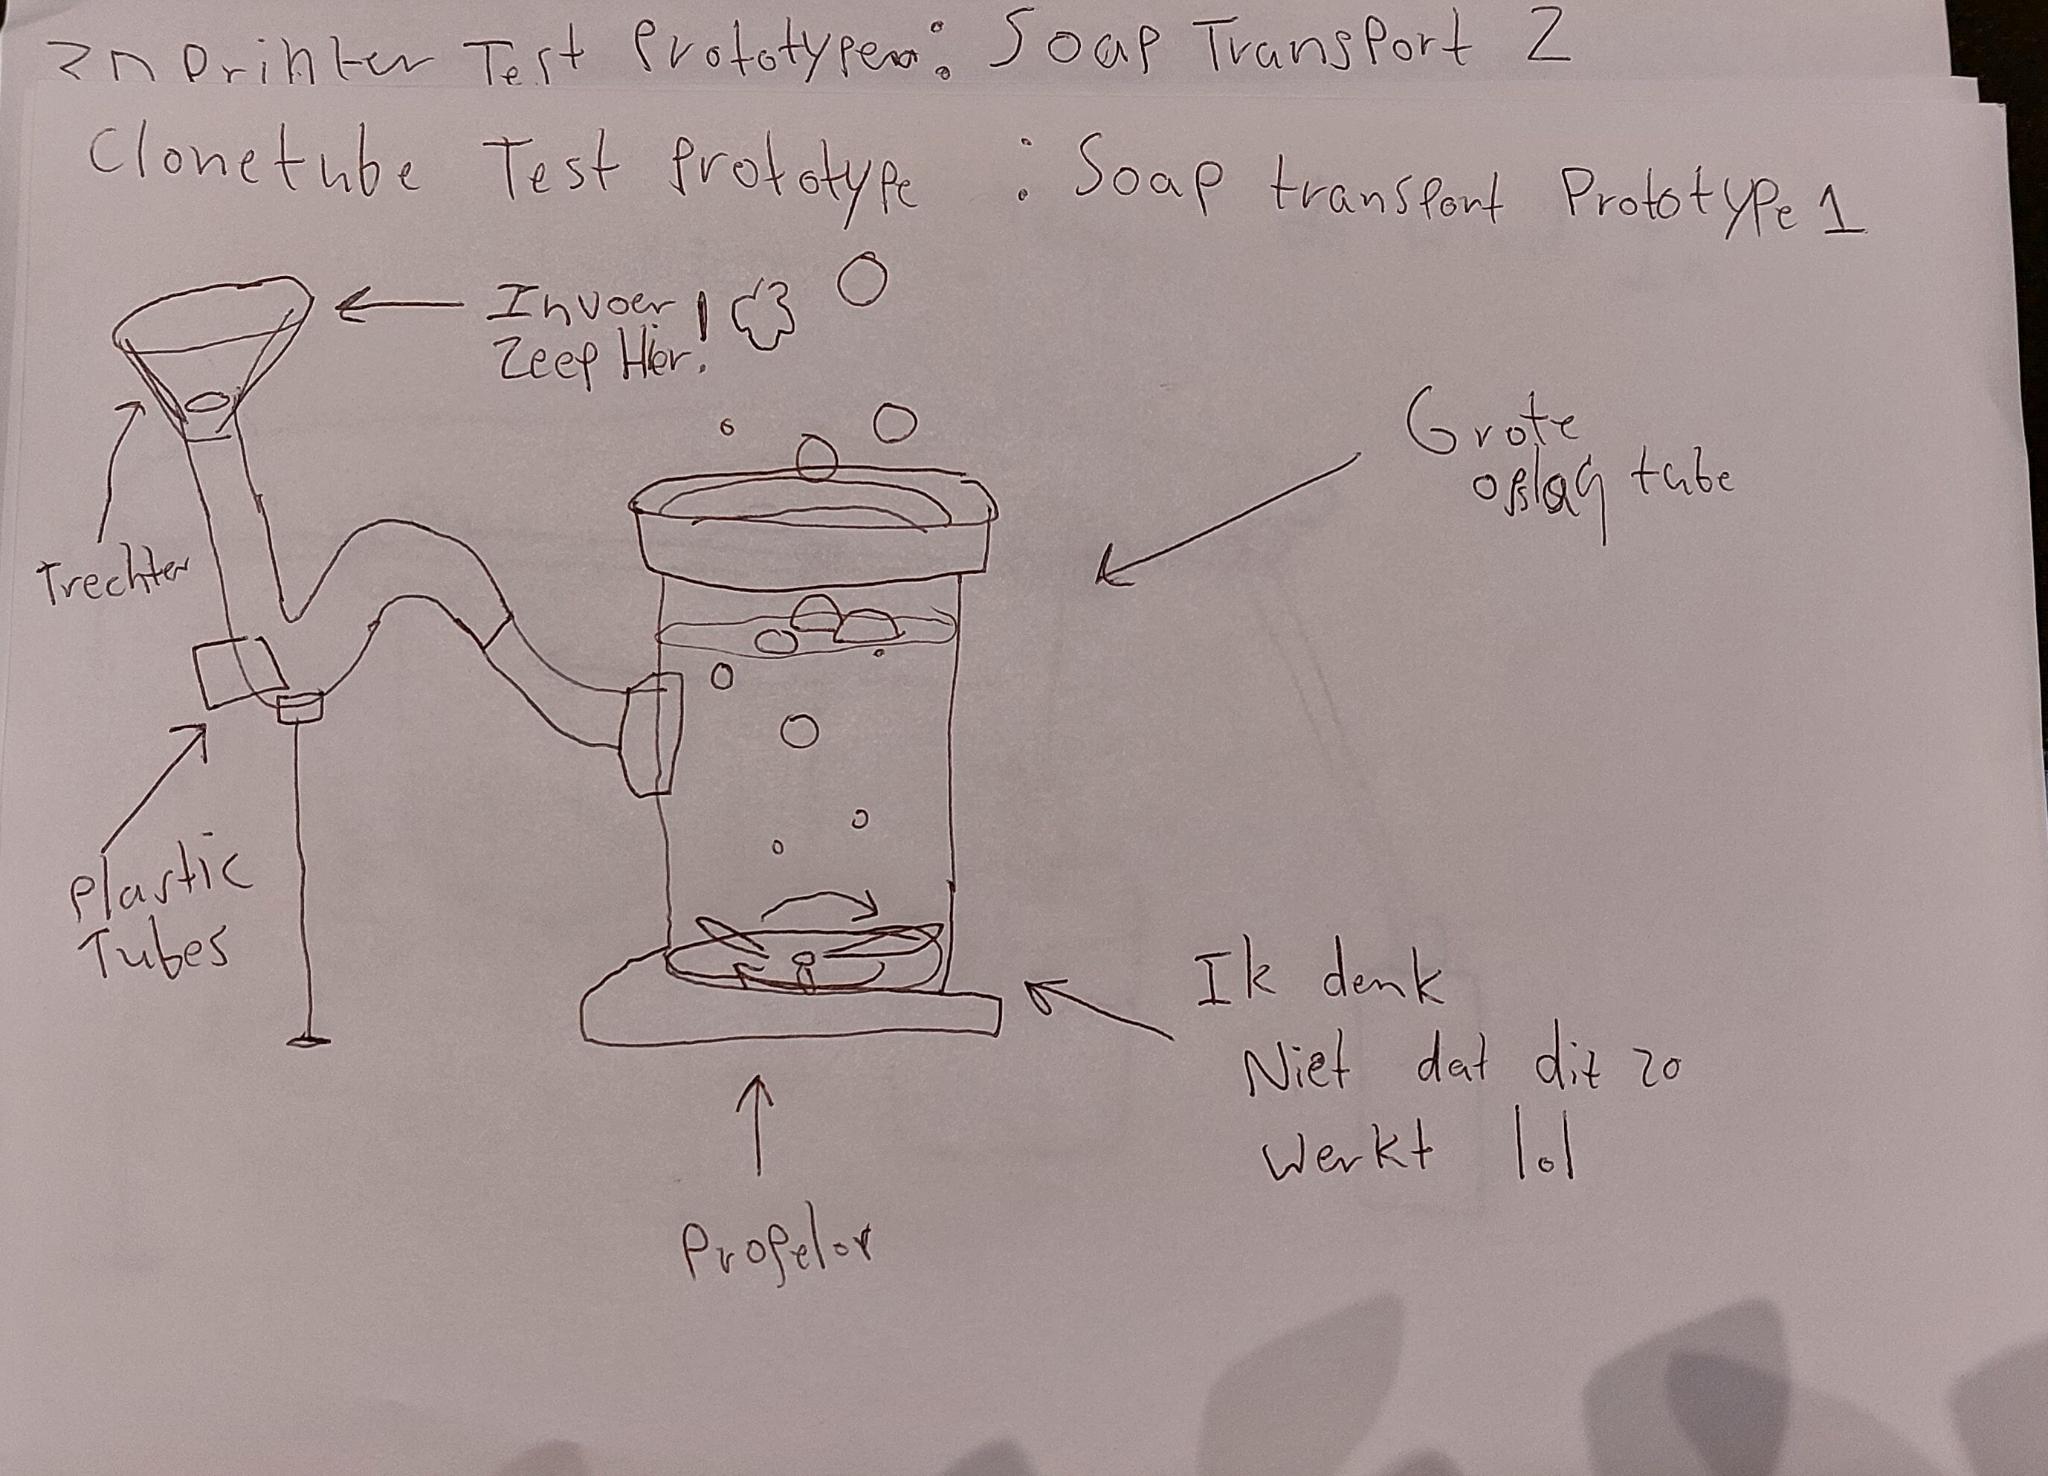 Printer Test Prototypen: Soap Transport 2
Clonetube Test Prototype : Soap transport Prototype 1
Invoer
Zeep Hier!
!
Grote
opslag tube
Trechter
Plastic
Tubes
Ik denk
Niet dat dit zo
werkt lol
Propelor